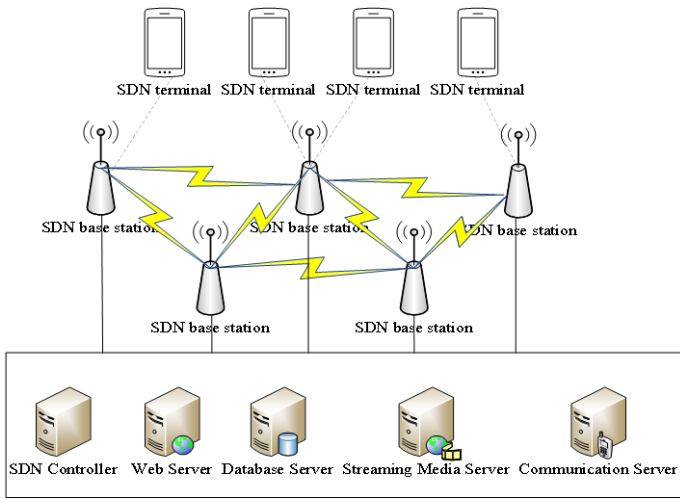 SDN terminal
SDN terminal
SDN terminal
SDN terminal
SDN base station
SDN base station
SDN base station
SDN base station
SDN base station
SDN Controller
Web Server
Database Server
Streaming Media Server
Communication Server